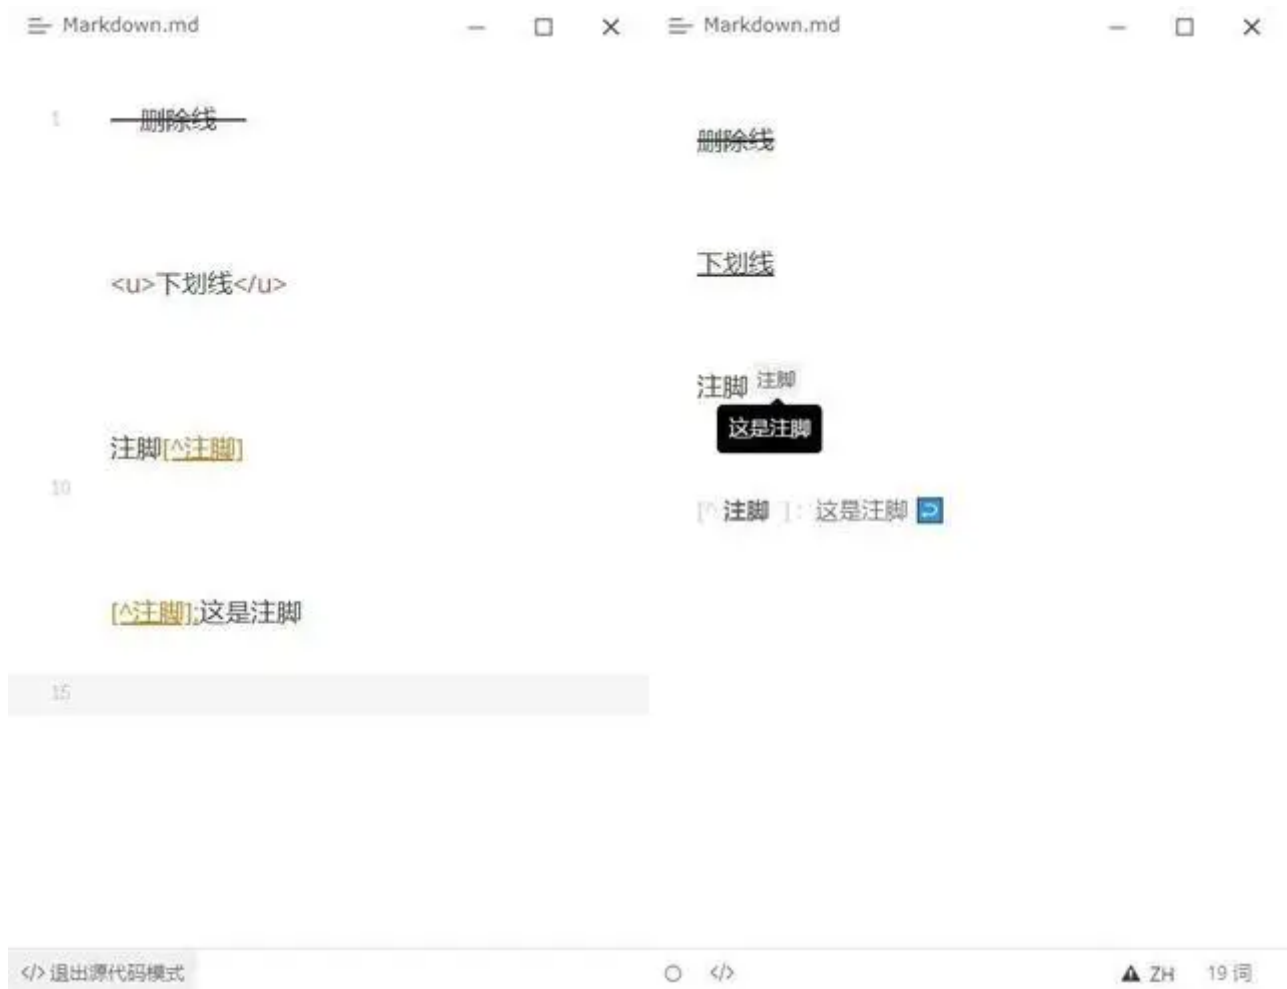 Markdown.md
1
~~删除线~~
<u>下划线</u>
注脚[^注脚]
10
[^注脚]:这是注脚
15
</> 退出源代码模式
Markdown.md
删除线
下划线
注脚 注脚
这是注脚
[^ 注脚 ]: 这是注脚
</>
ZH 19 词